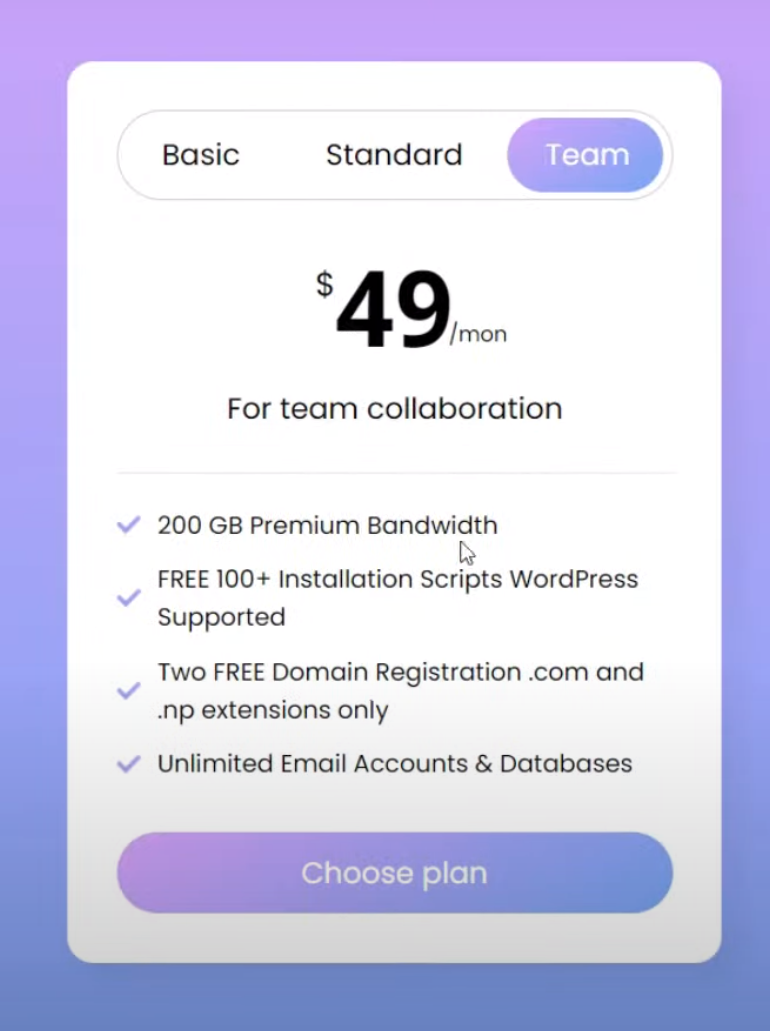 Basic Standard Team
$49/mon
For team collaboration
200 GB Premium Bandwidth
FREE 100+ Installation Scripts WordPress
Supported
Two FREE Domain Registration .com and
.np extensions only
Unlimited Email Accounts & Databases
Choose plan